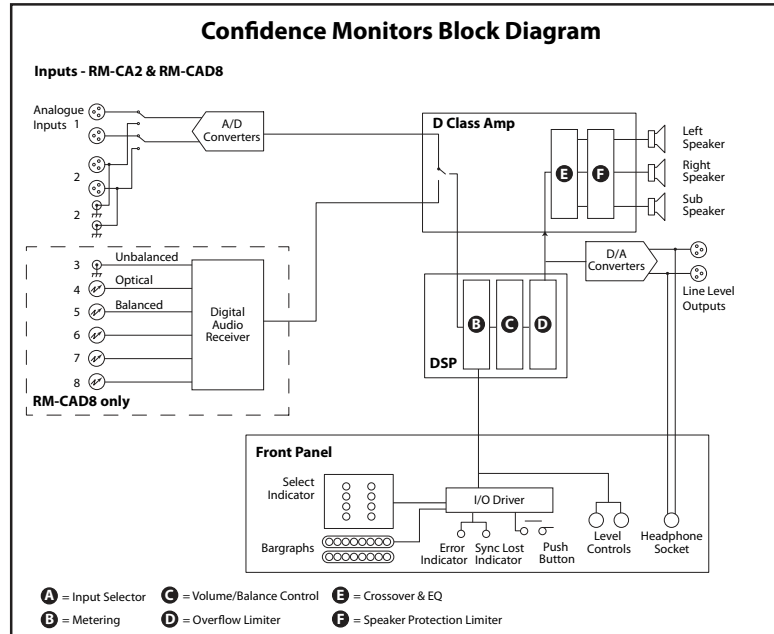 Confidence Monitors Block Diagram
Inputs - RM-CA2 & RM-CAD8
Analogue
Inputs 1
2
2
A/D
Converters
D Class Amp
E
F
Left
Speaker
Right
Speaker
Sub
Speaker
D/A
Converters
Line Level
Outputs
3 Unbalanced
4 Optical
5 Balanced
6
7
8
Digital
Audio
Receiver
RM-CAD8 only
B
C
D
DSP
Front Panel
Select
Indicator
I/O Driver
Bargraphs
Error
Indicator
Sync Lost
Indicator
Push
Button
Level
Controls
Headphone
Socket
A = Input Selector
C = Volume/Balance Control
E = Crossover & EQ
B = Metering
D = Overflow Limiter
F = Speaker Protection Limiter